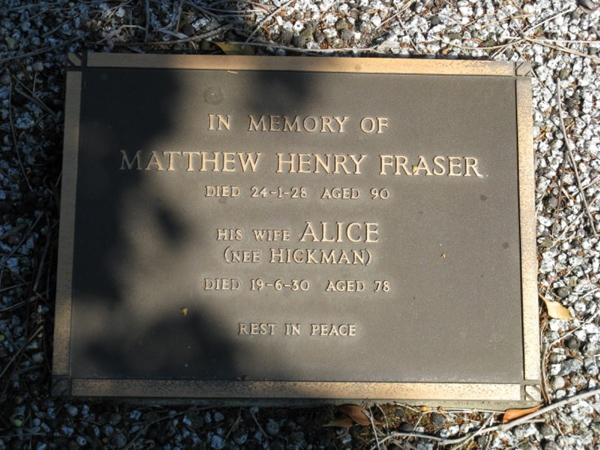 IN MEMORY OF
MATTHEW HENRY FRASER
DIED 24-1-28 AGED 90
HIS WIFE ALICE
(NEE HICKMAN)
DIED 19-6-30 AGED 78
REST IN PEACE